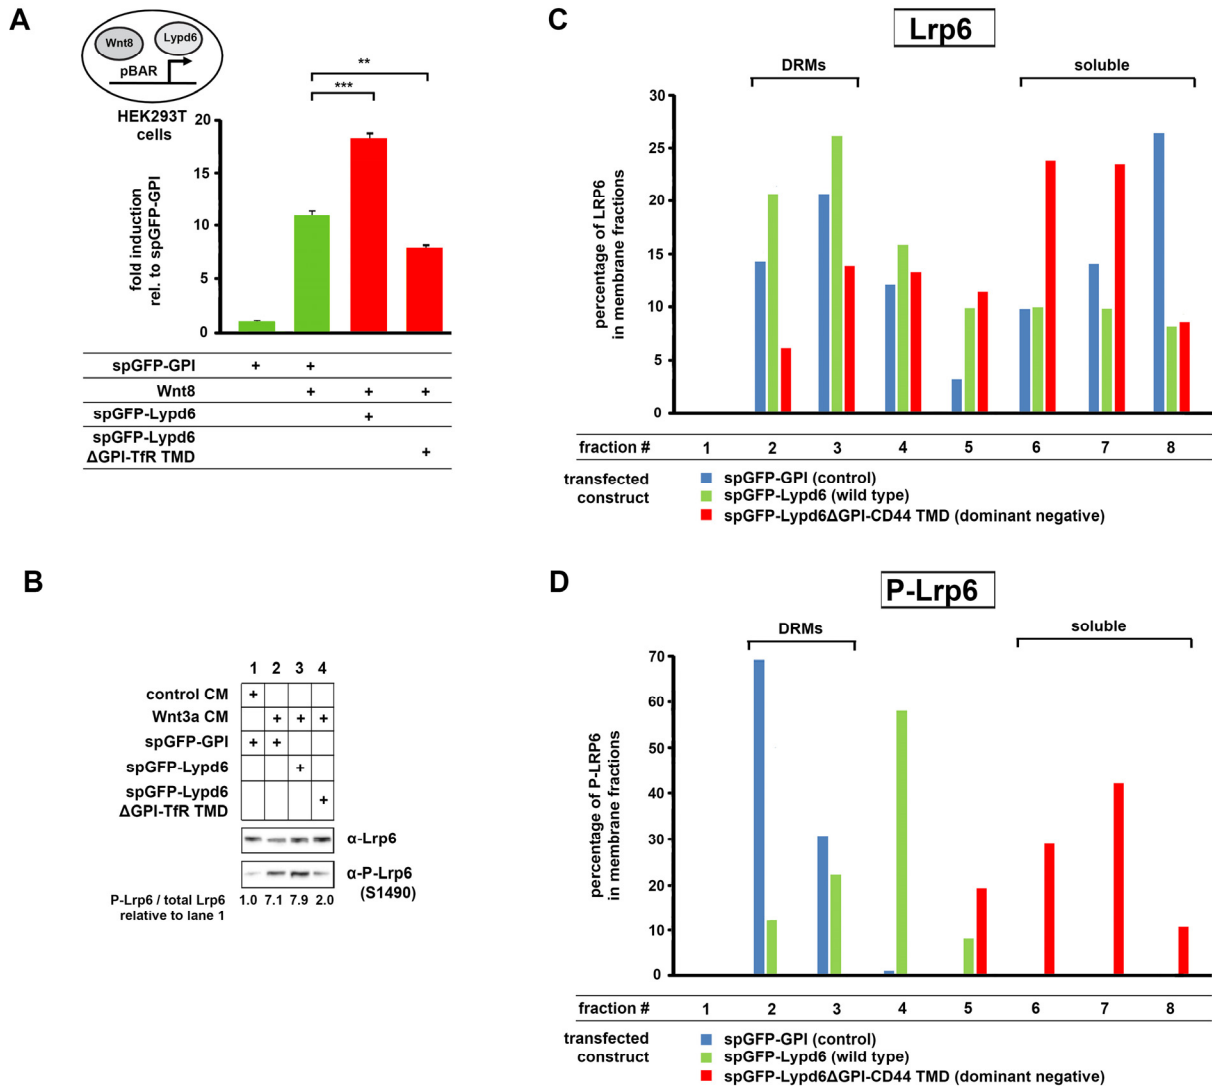 A
Wnt8
Lypd6
pBAR
HEK293T
cells
**
***
fold induction
rel. to spGFP-GPI
20
15
10
5
0
spGFP-GPI + +
Wnt8 + + +
spGFP-Lypd6 +
spGFP-Lypd6
ΔGPI-TfR TMD +
B
1 2 3 4
control CM +
Wnt3a CM + + +
spGFP-GPI + +
spGFP-Lypd6 +
spGFP-Lypd6
ΔGPI-TfR TMD +
α-Lrp6
α-P-Lrp6
(S1490)
P-Lrp6 / total Lrp6 1.0 7.1 7.9 2.0
relative to lane 1
C
Lrp6
DRMs
soluble
percentage of LRP6
in membrane fractions
30
25
20
15
10
5
0
fraction # 1 2 3 4 5 6 7 8
transfected
construct
spGFP-GPI (control)
spGFP-Lypd6 (wild type)
spGFP-Lypd6ΔGPI-CD44 TMD (dominant negative)
D
P-Lrp6
DRMs
soluble
percentage of P-LRP6
in membrane fractions
70
60
50
40
30
20
10
0
fraction # 1 2 3 4 5 6 7 8
transfected
construct
spGFP-GPI (control)
spGFP-Lypd6 (wild type)
spGFP-Lypd6ΔGPI-CD44 TMD (dominant negative)